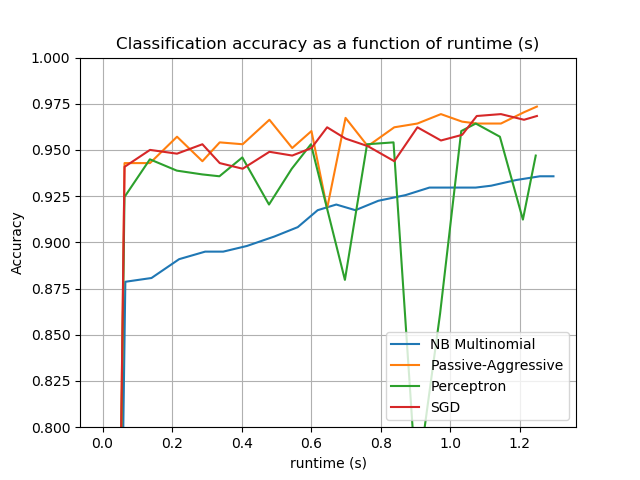 Classification accuracy as a function of runtime (s)
1.000
0.975
0.950
0.925
0.900
0.875
0.850
0.825
0.800
Accuracy
0.0 0.2 0.4 0.6 0.8 1.0 1.2
runtime (s)
NB Multinomial
Passive-Aggressive
Perceptron
SGD